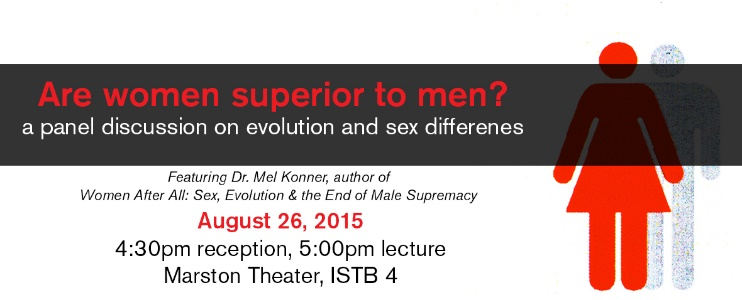 Are women superior to men?
a panel discussion on evolution and sex differenes
Featuring Dr. Mel Konner, author of
Women After All: Sex, Evolution & the End of Male Supremacy
August 26, 2015
4:30pm reception, 5:00pm lecture
Marston Theater, ISTB 4